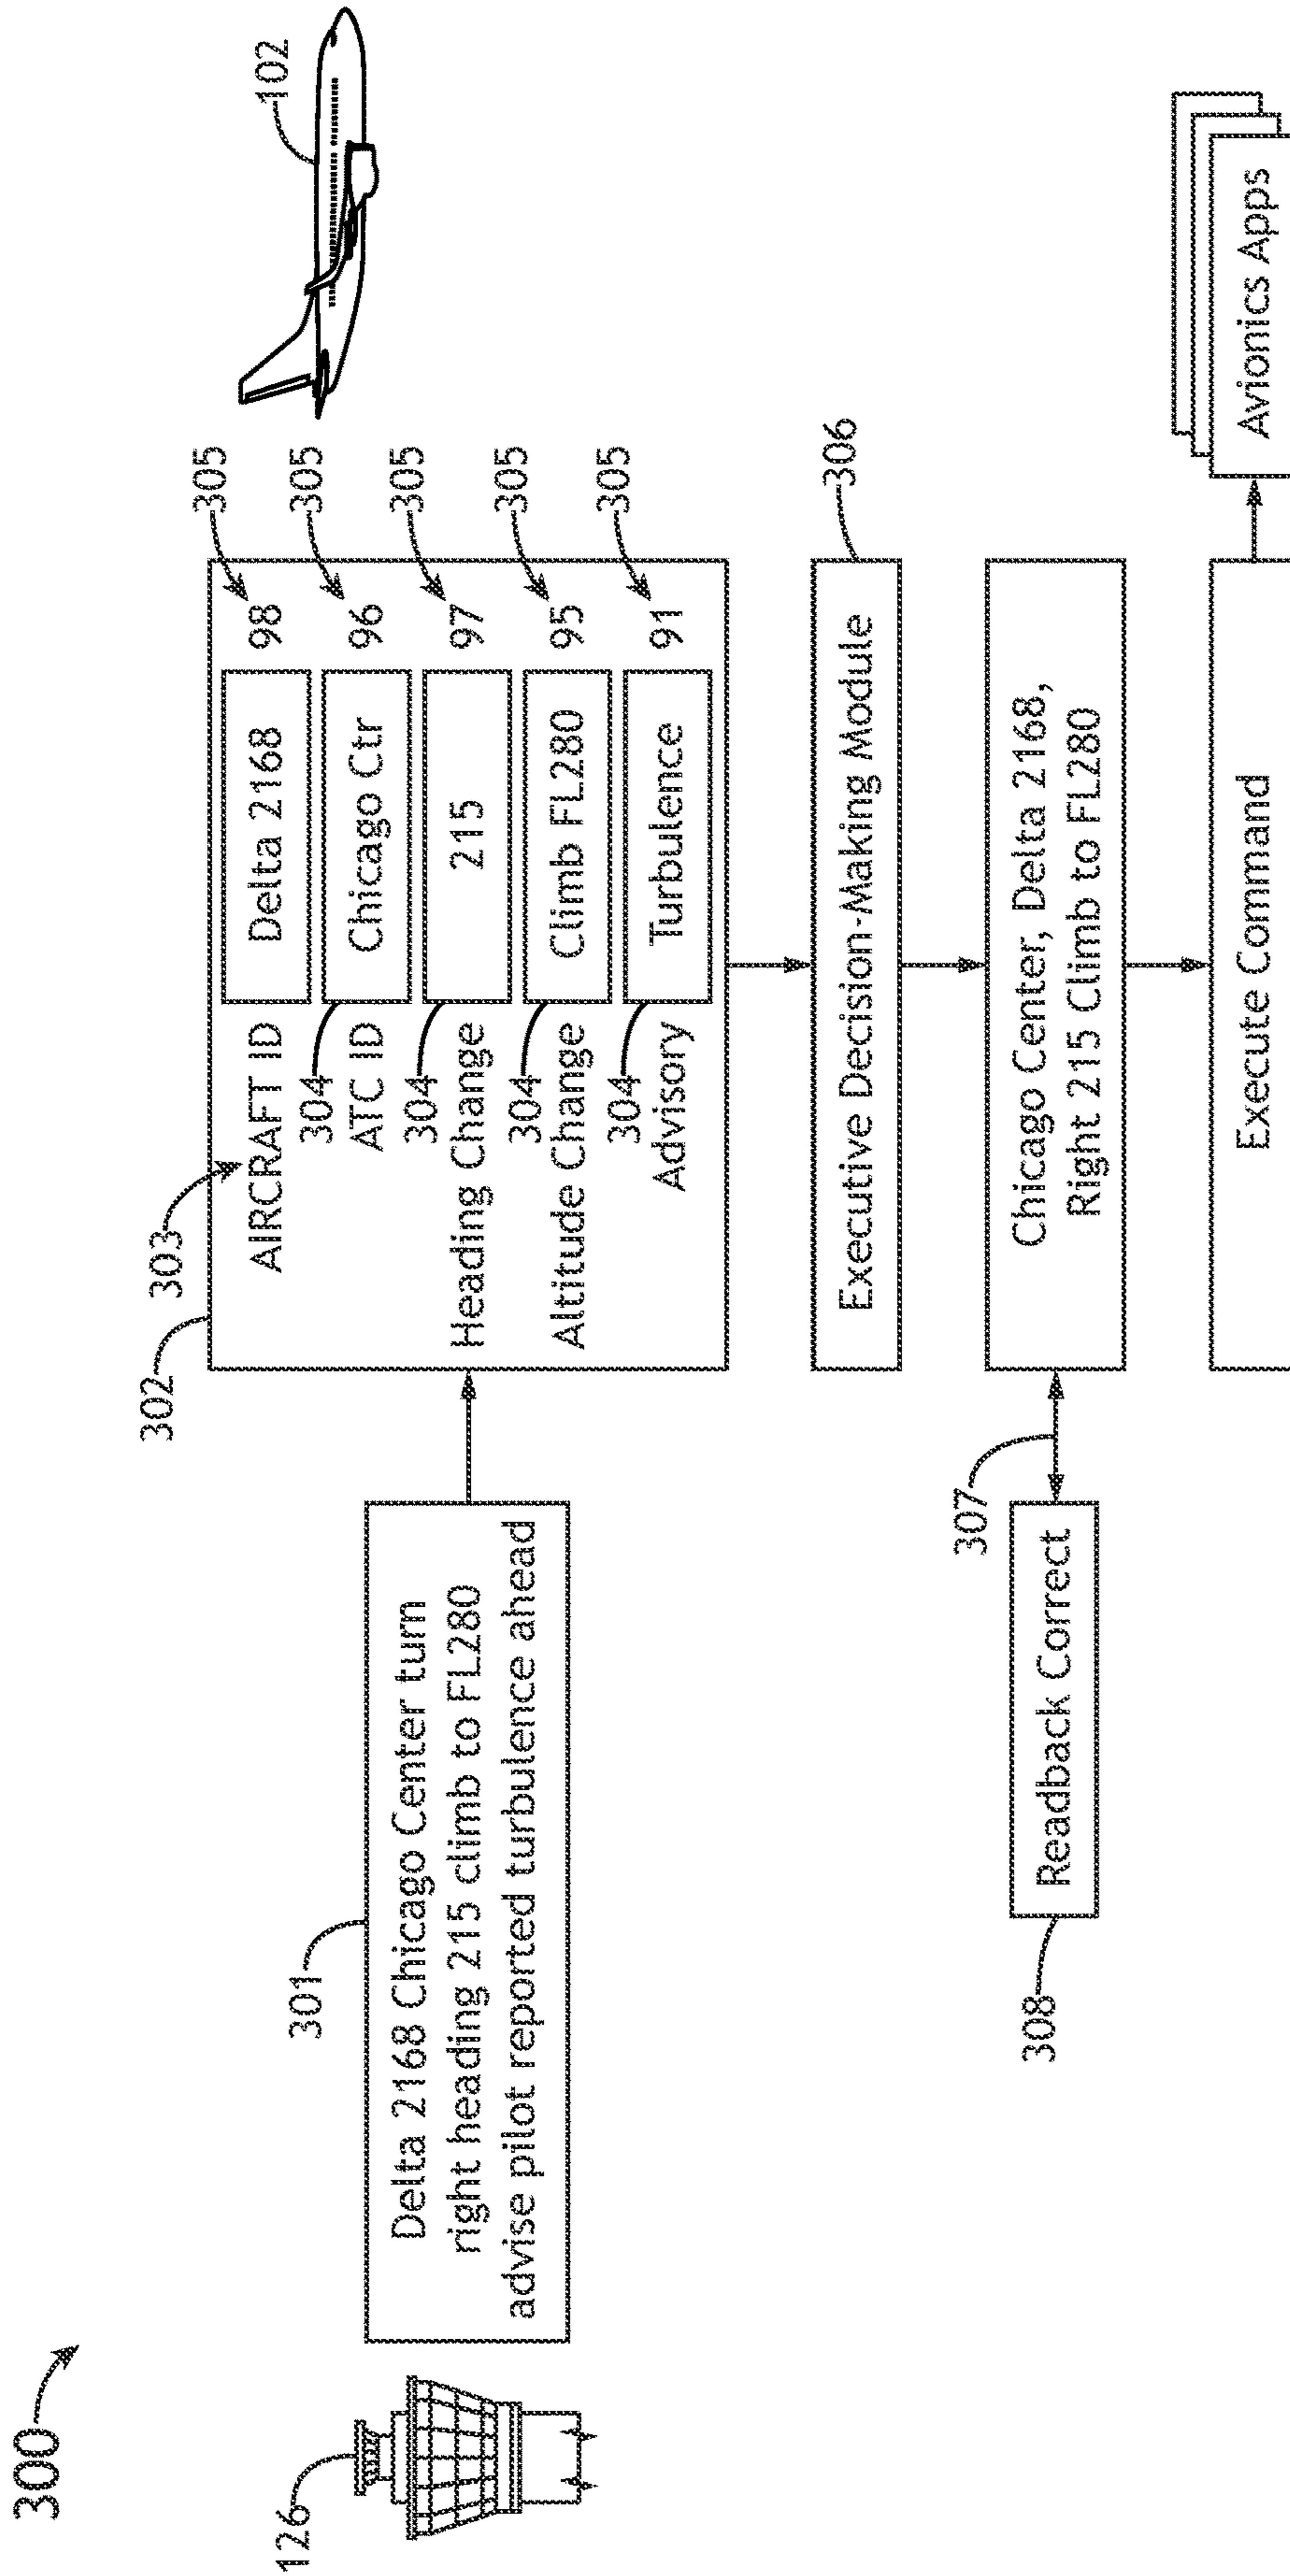 300
126
301
Delta 2168 Chicago Center turn
right heading 215 climb to FL280
advise pilot reported turbulence ahead
302
303
AIRCRAFT ID
Delta 2168
98
305
304
ATC ID
Chicago Ctr
96
305
304
Heading Change
215
97
305
304
Altitude Change
Climb FL280
95
305
304
Advisory
Turbulence
91
305
102
Executive Decision-Making Module
306
308
Readback Correct
307
Chicago Center, Delta 2168,
Right 215 Climb to FL280
Execute Command
Avionics Apps